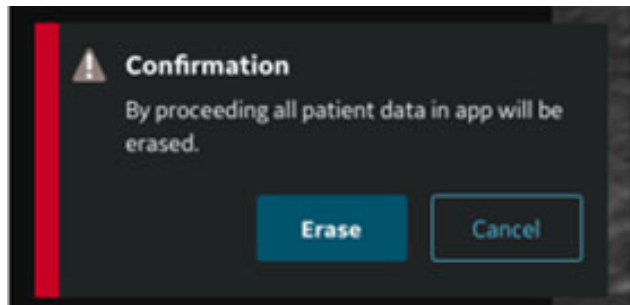 Confirmation
By proceeding all patient data in app will be
erased.
Erase
Cancel